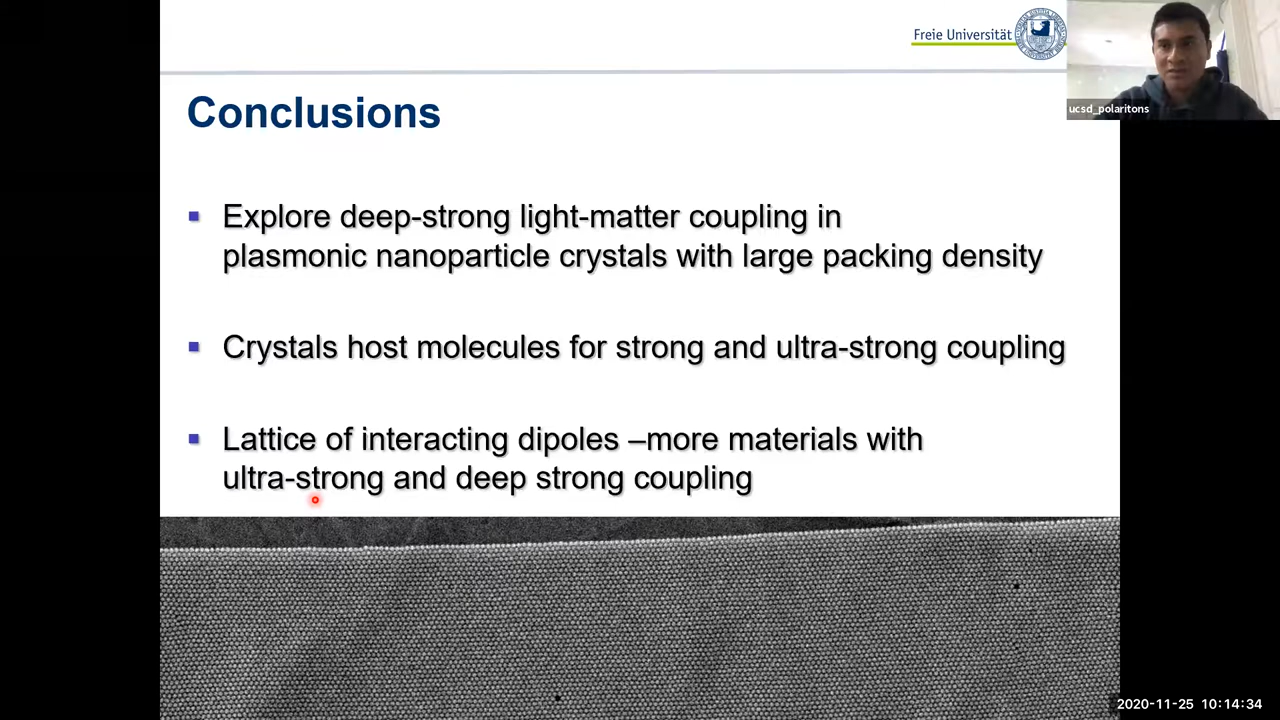 Freie Universität
ucsd_polaritons
Conclusions
▪ Explore deep-strong light-matter coupling in
plasmonic nanoparticle crystals with large packing density
▪ Crystals host molecules for strong and ultra-strong coupling
▪ Lattice of interacting dipoles –more materials with
ultra-strong and deep strong coupling
2020-11-25 10:14:34